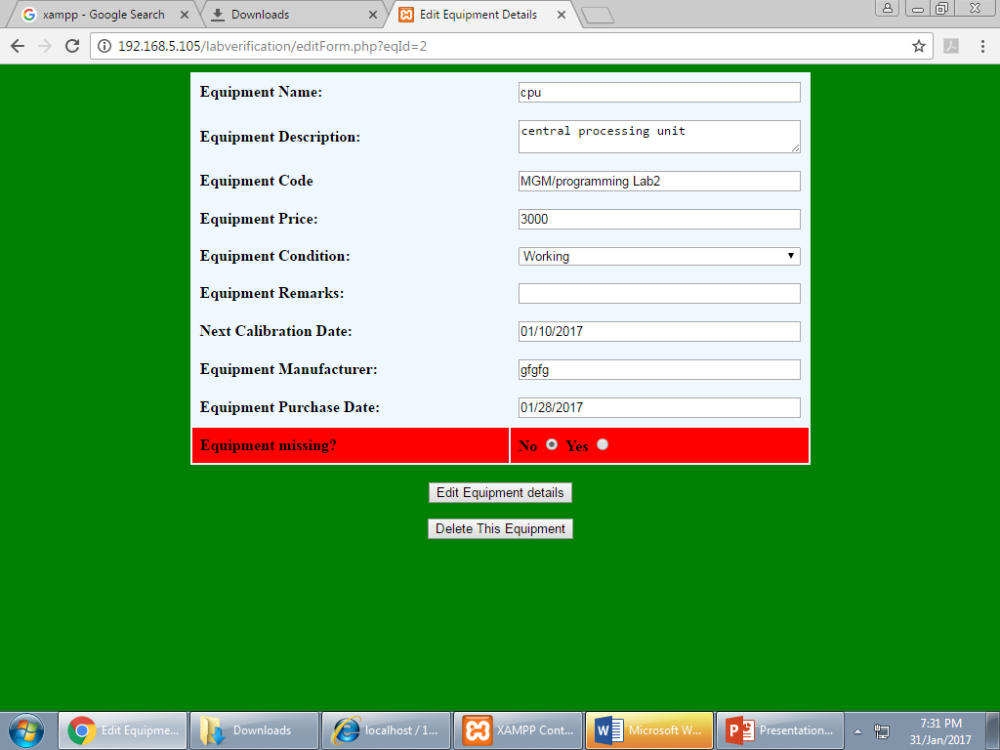 xampp - Google Search
Downloads
Edit Equipment Details
192.168.5.105/labverification/editForm.php?eqId=2
Equipment Name: cpu
Equipment Description: central processing unit
Equipment Code MGM/programming Lab2
Equipment Price: 3000
Equipment Condition: Working
Equipment Remarks:
Next Calibration Date: 01/10/2017
Equipment Manufacturer: gfgfg
Equipment Purchase Date: 01/28/2017
Equipment missing? No Yes
Edit Equipment details
Delete This Equipment
Edit Equipme...
Downloads
localhost / 1...
XAMPP Cont...
Microsoft W...
Presentation...
7:31 PM
31/Jan/2017